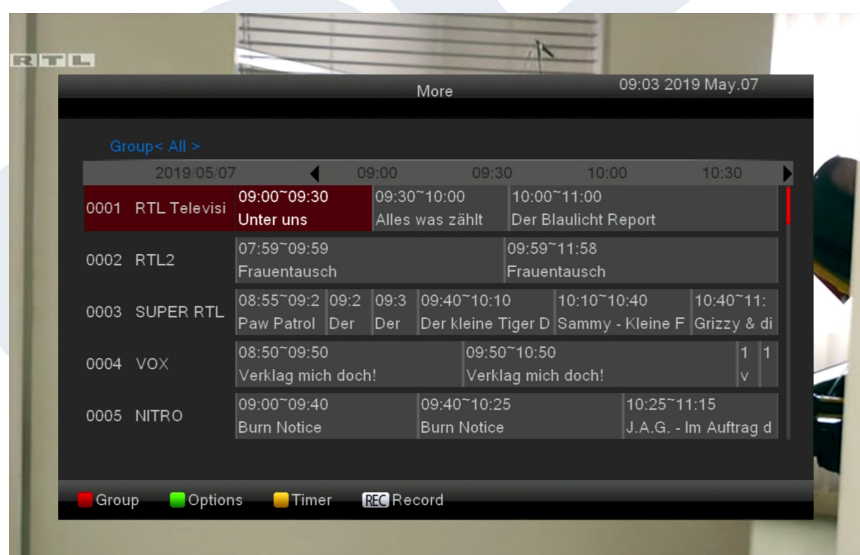 RTL
More
09:03 2019 May.07
Group< All >
2019/05/07 09:00 09:30 10:00 10:30
0001 RTL Televisi
09:00~09:30 09:30~10:00 10:00~11:00
Unter uns Alles was zählt Der Blaulicht Report
0002 RTL2
07:59~09:59 09:59~11:58
Frauentausch Frauentausch
0003 SUPER RTL
08:55~09:2 09:2 09:3 09:40~10:10 10:10~10:40 10:40~11:
Paw Patrol Der Der Der kleine Tiger D Sammy - Kleine F Grizzy & di
0004 VOX
08:50~09:50 09:50~10:50 1 1
Verklag mich doch! Verklag mich doch! v
0005 NITRO
09:00~09:40 09:40~10:25 10:25~11:15
Burn Notice Burn Notice J.A.G. - Im Auftrag d
Group Options Timer REC Record